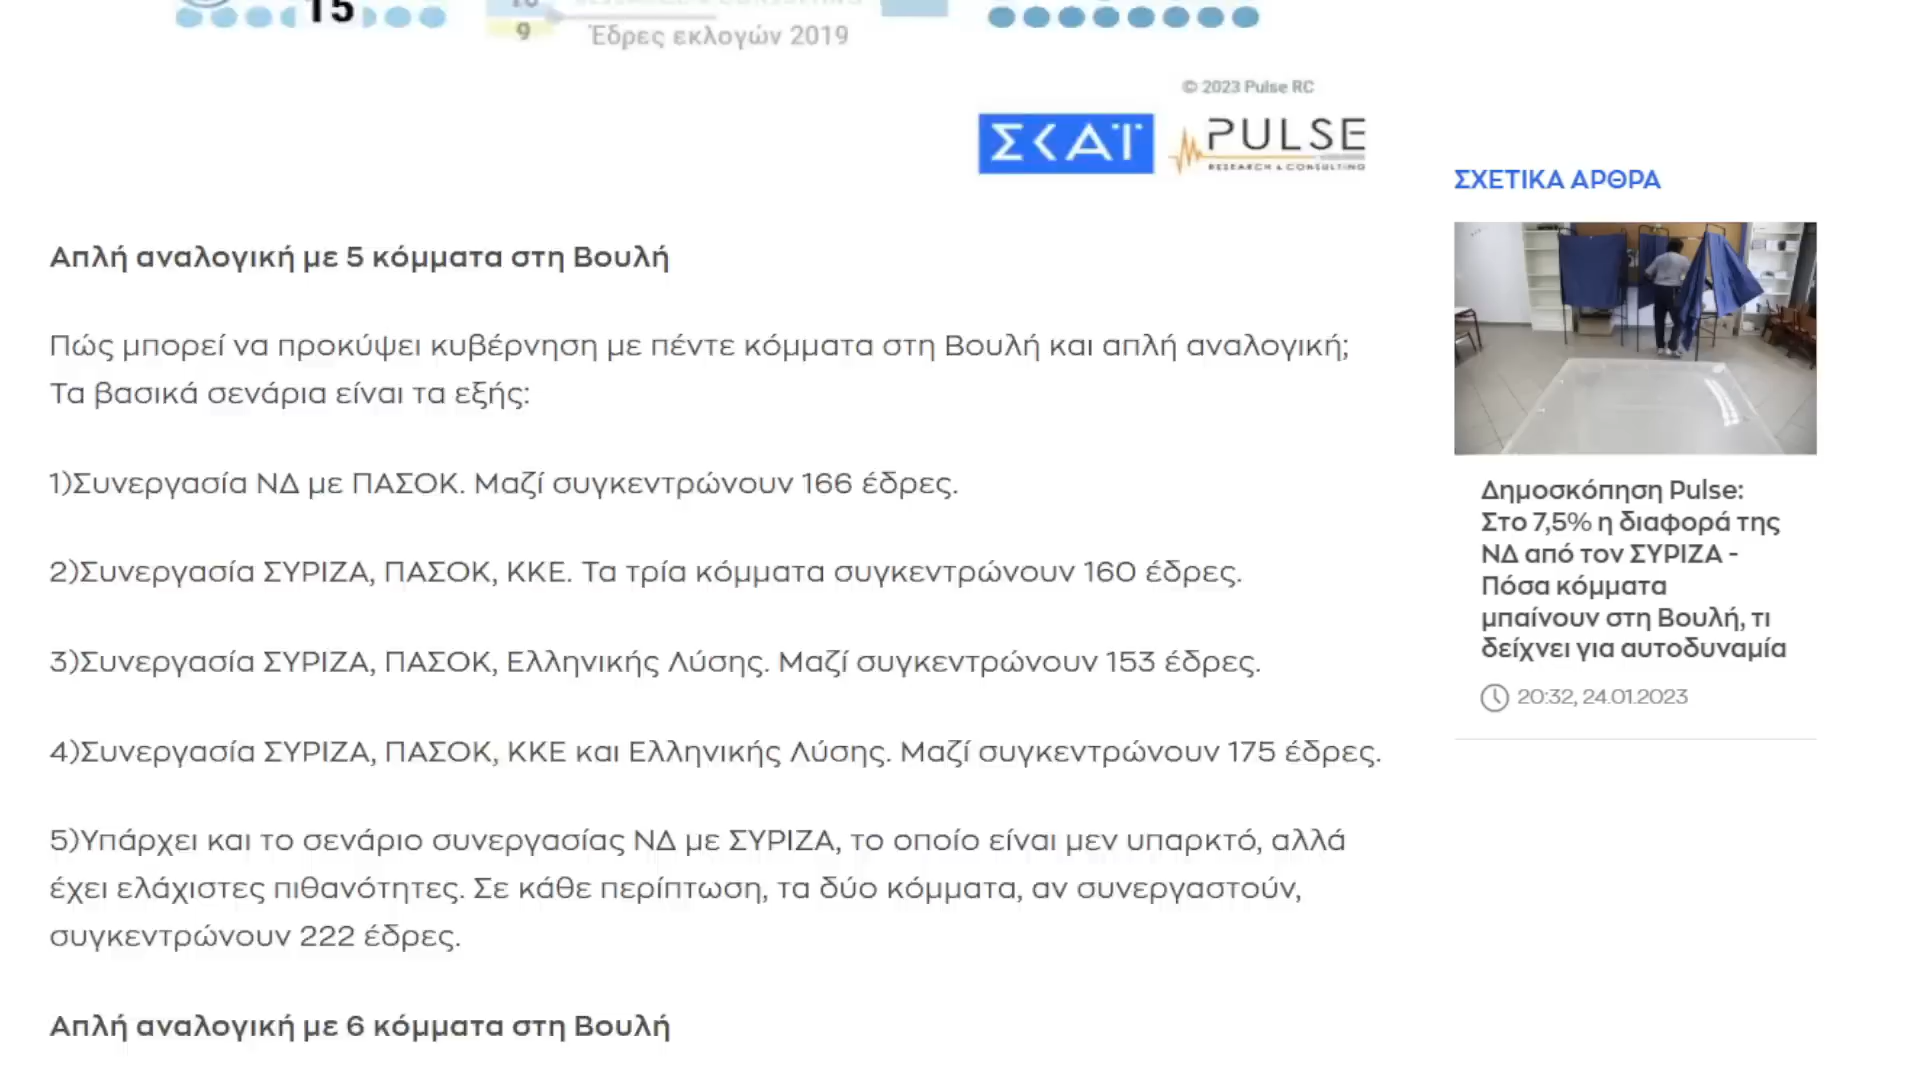 15
9
Έδρες εκλογών 2019
© 2023 Pulse RC
ΣΚΑΪ
PULSE
RESEARCH & CONSULTING
ΣΧΕΤΙΚΑ ΑΡΘΡΑ
Απλή αναλογική με 5 κόμματα στη Βουλή
Πώς μπορεί να προκύψει κυβέρνηση με πέντε κόμματα στη Βουλή και απλή αναλογική;
Τα βασικά σενάρια είναι τα εξής:
1)Συνεργασία ΝΔ με ΠΑΣΟΚ. Μαζί συγκεντρώνουν 166 έδρες.
2)Συνεργασία ΣΥΡΙΖΑ, ΠΑΣΟΚ, ΚΚΕ. Τα τρία κόμματα συγκεντρώνουν 160 έδρες.
3)Συνεργασία ΣΥΡΙΖΑ, ΠΑΣΟΚ, Ελληνικής Λύσης. Μαζί συγκεντρώνουν 153 έδρες.
4)Συνεργασία ΣΥΡΙΖΑ, ΠΑΣΟΚ, ΚΚΕ και Ελληνικής Λύσης. Μαζί συγκεντρώνουν 175 έδρες.
5)Υπάρχει και το σενάριο συνεργασίας ΝΔ με ΣΥΡΙΖΑ, το οποίο είναι μεν υπαρκτό, αλλά
έχει ελάχιστες πιθανότητες. Σε κάθε περίπτωση, τα δύο κόμματα, αν συνεργαστούν,
συγκεντρώνουν 222 έδρες.
Απλή αναλογική με 6 κόμματα στη Βουλή
Δημοσκόπηση Pulse:
Στο 7,5% η διαφορά της
ΝΔ από τον ΣΥΡΙΖΑ -
Πόσα κόμματα
μπαίνουν στη Βουλή, τι
δείχνει για αυτοδυναμία
20:32, 24.01.2023